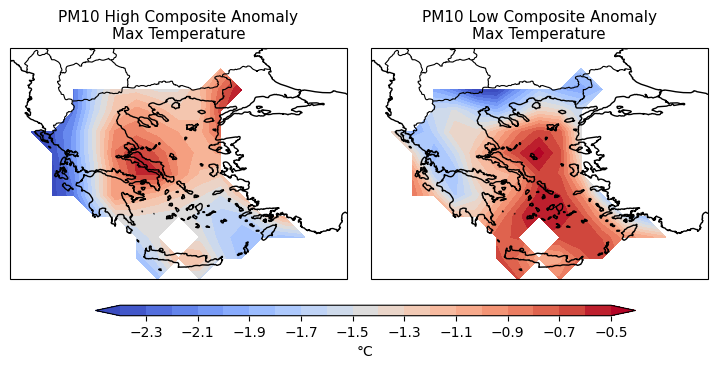 PM10 High Composite Anomaly
Max Temperature
PM10 Low Composite Anomaly
Max Temperature
−2.3 −2.1 −1.9 −1.7 −1.5 −1.3 −1.1 −0.9 −0.7 −0.5
°C